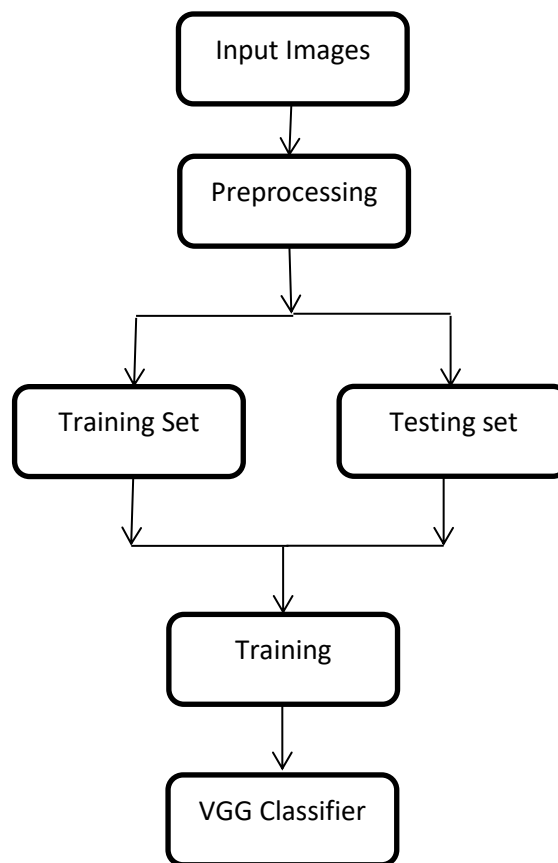 Input Images
Preprocessing
Training Set
Testing set
Training
VGG Classifier